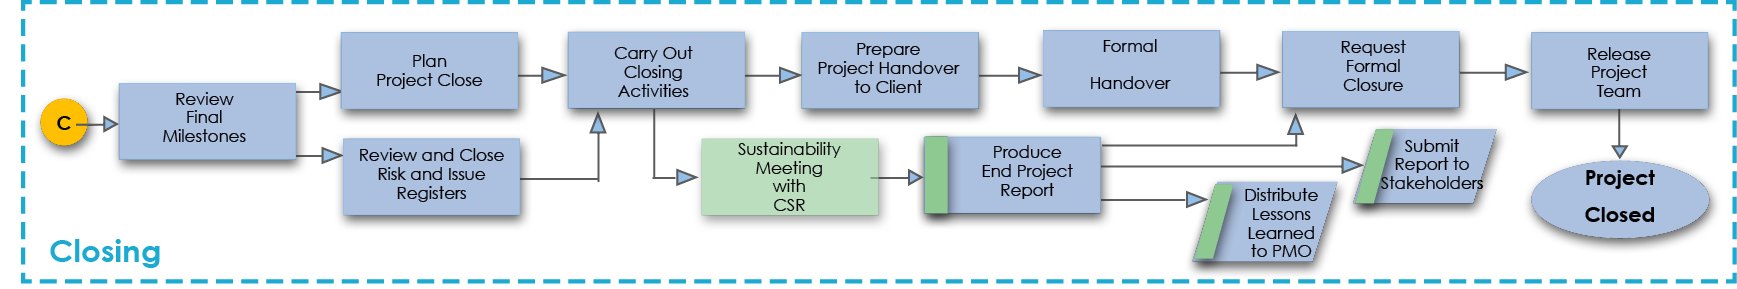 C
Review
Final
Milestones
Plan
Project Close
Review and Close
Risk and Issue
Registers
Carry Out
Closing
Activities
Prepare
Project Handover
to Client
Formal
Handover
Sustainability
Meeting
with
CSR
Produce
End Project
Report
Request
Formal
Closure
Submit
Report to
Stakeholders
Distribute
Lessons
Learned
to PMO
Release
Project
Team
Project
Closed
Closing